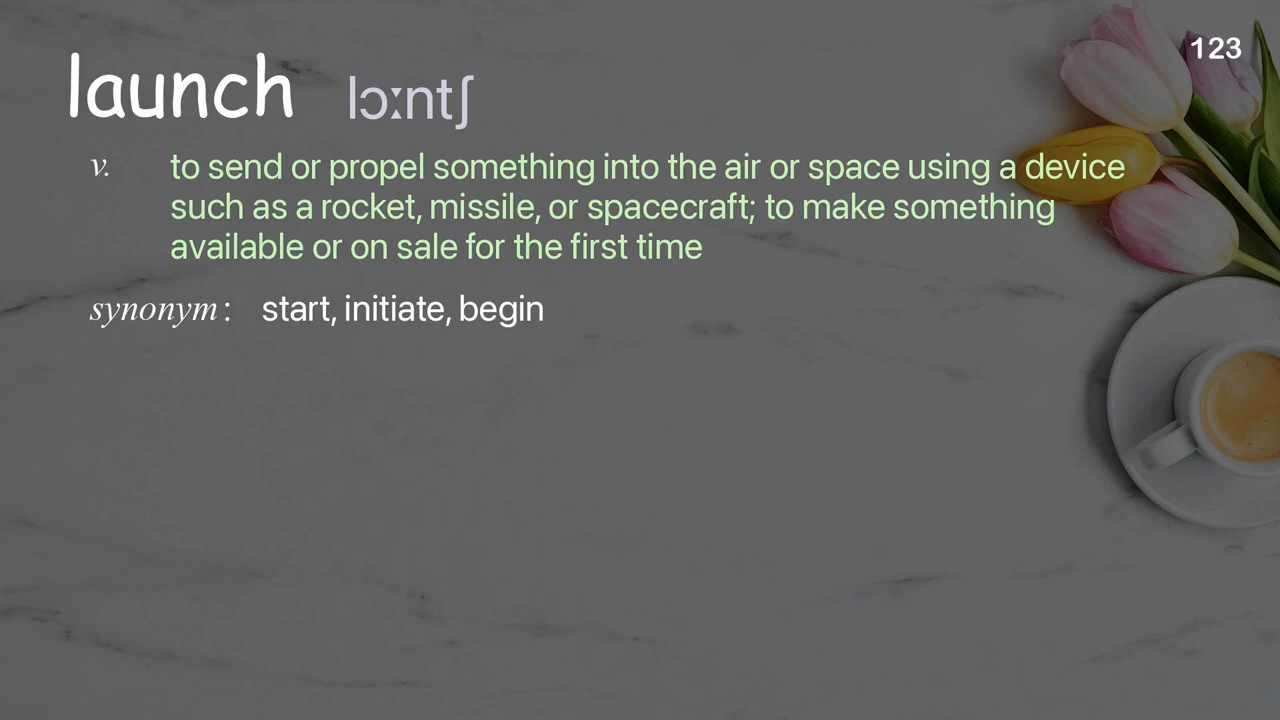 123
launch lɔːntʃ
v. to send or propel something into the air or space using a device
such as a rocket, missile, or spacecraft; to make something
available or on sale for the first time
synonym : start, initiate, begin